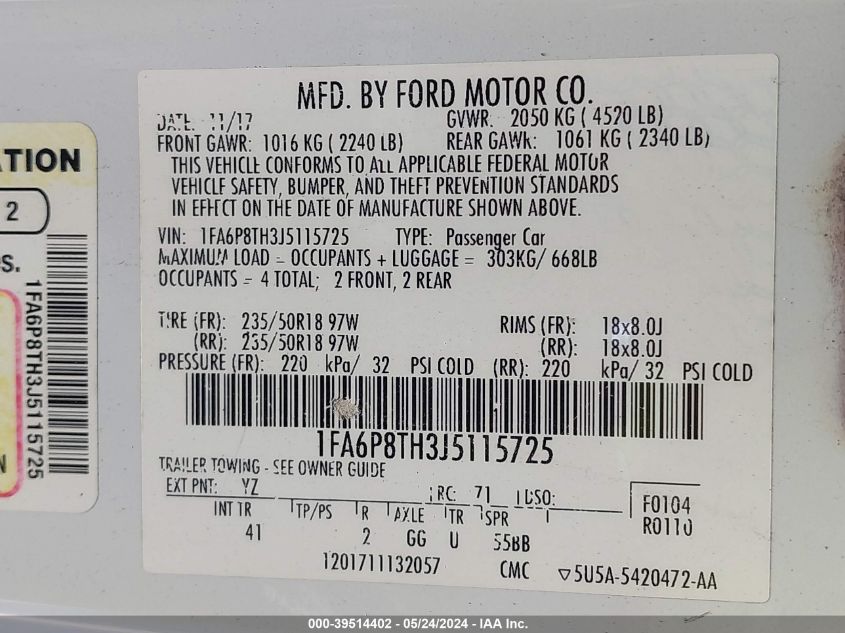 MFD. BY FORD MOTOR CO.
DATE: 11/17 GVWR: 2050 KG ( 4520 LB)
FRONT GAWR: 1016 KG ( 2240 LB) REAR GAWR: 1061 KG ( 2340 LB)
THIS VEHICLE CONFORMS TO ALL APPLICABLE FEDERAL MOTOR
VEHICLE SAFETY, BUMPER, AND THEFT PREVENTION STANDARDS
IN EFFECT ON THE DATE OF MANUFACTURE SHOWN ABOVE.
VIN: 1FA6P8TH3J5115725 TYPE: Passenger Car
MAXIMUM LOAD = OCCUPANTS + LUGGAGE = 303KG/ 668LB
OCCUPANTS = 4 TOTAL; 2 FRONT, 2 REAR
TIRE (FR): 235/50R18 97W RIMS (FR): 18x8.0J
(RR): 235/50R18 97W (RR): 18x8.0J
PRESSURE (FR): 220 kPa/ 32 PSI COLD (RR): 220 kPa/ 32 PSI COLD
1FA6P8TH3J5115725
TRAILER TOWING - SEE OWNER GUIDE
EXT PNT: YZ RC: 71 DSO: F0104
INT TR TP/PS R AXLE TR SPR R0110
41 2 GG U 55BB
1201711132057 CMC ▽5U5A-5420472-AA
ATION
2
S.
1FA6P8TH3J5115725
N
000-39514402 - 05/24/2024 - IAA Inc.